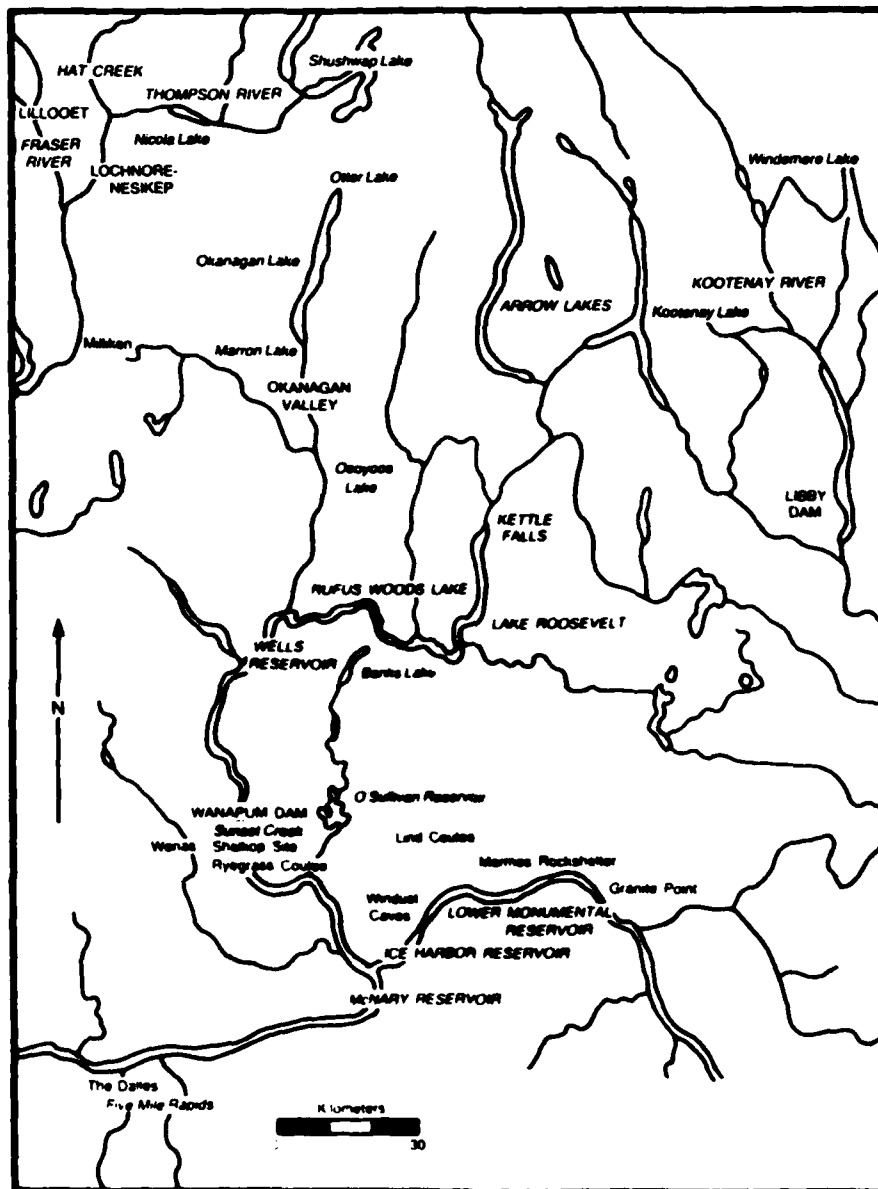 Shushwap Lake
HAT CREEK
THOMPSON RIVER
LILLOOET
Nicola Lake
FRASER
RIVER
LOCHNORE-
NESIKEP
Windermere Lake
Otter Lake
Okanagan Lake
KOOTENAY RIVER
ARROW LAKES
Kootenay Lake
Marron Lake
OKANAGAN
VALLEY
Osoyoos
Lake
LIBBY
DAM
KETTLE
FALLS
RUFUS WOODS LAKE
LAKE ROOSEVELT
WELLS
RESERVOIR
Banks Lake
N
O'Sullivan Reservoir
WANAPUM DAM
Sunset Creek
Lind Coulee
Wenas
Shalkop Site
Ryegrass Coulee
Marmes Rockshelter
Granite Point
Windust
Caves
LOWER MONUMENTAL
RESERVOIR
ICE HARBOR RESERVOIR
McNARY RESERVOIR
The Dalles
Five Mile Rapids
Kilometers
30